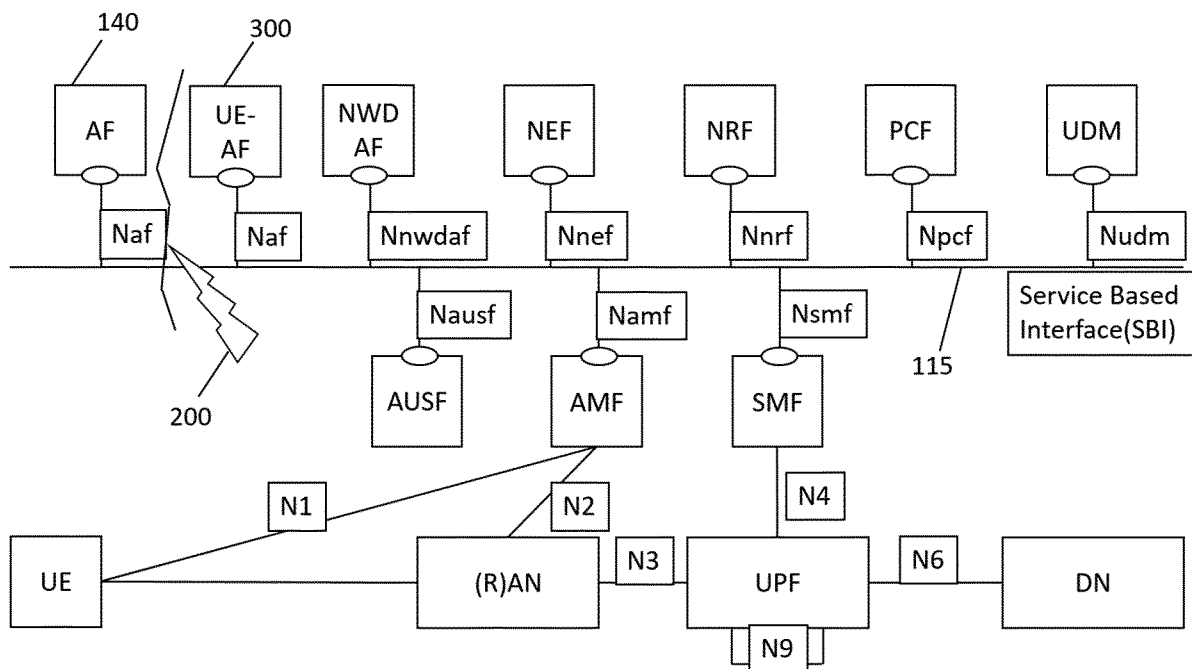 140
300
AF
UE-
AF
NWD
AF
NEF
NRF
PCF
UDM
Naf
Naf
Nnwdaf
Nnef
Nnrf
Npcf
Nudm
Service Based
Interface(SBI)
Nausf
Namf
Nsmf
115
200
AUSF
AMF
SMF
N1
N2
N4
UE
(R)AN
N3
UPF
N6
DN
N9